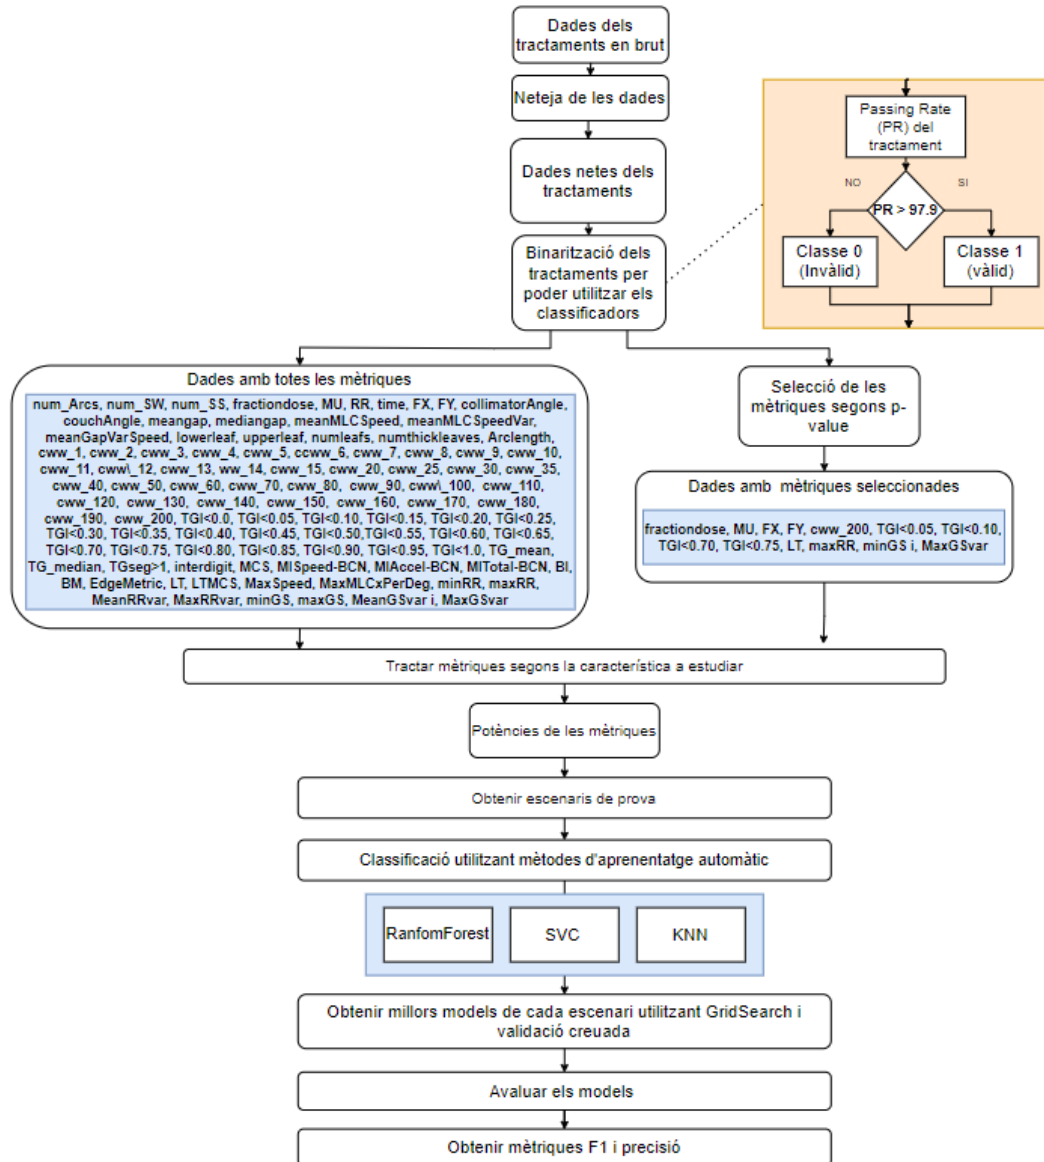 Dades dels
tractaments en brut
Neteja de les dades
Dades netes dels
tractaments
Binarització dels
tractaments per
poder utilitzar els
classificadors
Passing Rate
(PR) del
tractament
NO
SI
PR > 97.9
Classe 0
(Invàlid)
Classe 1
(vàlid)
Dades amb totes les mètriques
num_Arcs, num_SW, num_SS, fractiondose, MU, RR, time, FX, FY, collimatorAngle,
couchAngle, meangap, mediangap, meanMLCSpeed, meanMLCSpeedVar,
meanGapVarSpeed, lowerleaf, upperleaf, numleafs, numthickleaves, Arclength,
cww_1, cww_2, cww_3, cww_4, cww_5, ccww_6, cww_7, cww_8, cww_9, cww_10,
cww_11, cww\_12, cww_13, ww_14, cww_15, cww_20, cww_25, cww_30, cww_35,
cww_40, cww_50, cww_60, cww_70, cww_80, cww_90, cww\_100, cww_110,
cww_120, cww_130, cww_140, cww_150, cww_160, cww_170, cww_180,
cww_190, cww_200, TGI<0.0, TGI<0.05, TGI<0.10, TGI<0.15, TGI<0.20, TGI<0.25,
TGI<0.30, TGI<0.35, TGI<0.40, TGI<0.45, TGI<0.50,TGI<0.55, TGI<0.60, TGI<0.65,
TGI<0.70, TGI<0.75, TGI<0.80, TGI<0.85, TGI<0.90, TGI<0.95, TGI<1.0, TG_mean,
TG_median, TGseg>1, interdigit, MCS, MISpeed-BCN, MIAccel-BCN, MITotal-BCN, BI,
BM, EdgeMetric, LT, LTMCS, MaxSpeed, MaxMLCxPerDeg, minRR, maxRR,
MeanRRvar, MaxRRvar, minGS, maxGS, MeanGSvar i, MaxGSvar
Selecció de les
mètriques segons p-
value
Dades amb mètriques seleccionades
fractiondose, MU, FX, FY, cww_200, TGI<0.05, TGI<0.10,
TGI<0.70, TGI<0.75, LT, maxRR, minGS i, MaxGSvar
Tractar mètriques segons la característica a estudiar
Potències de les mètriques
Obtenir escenaris de prova
Classificació utilitzant mètodes d'aprenentatge automàtic
RanfomForest
SVC
KNN
Obtenir millors models de cada escenari utilitzant GridSearch i
validació creuada
Avaluar els models
Obtenir mètriques F1 i precisió